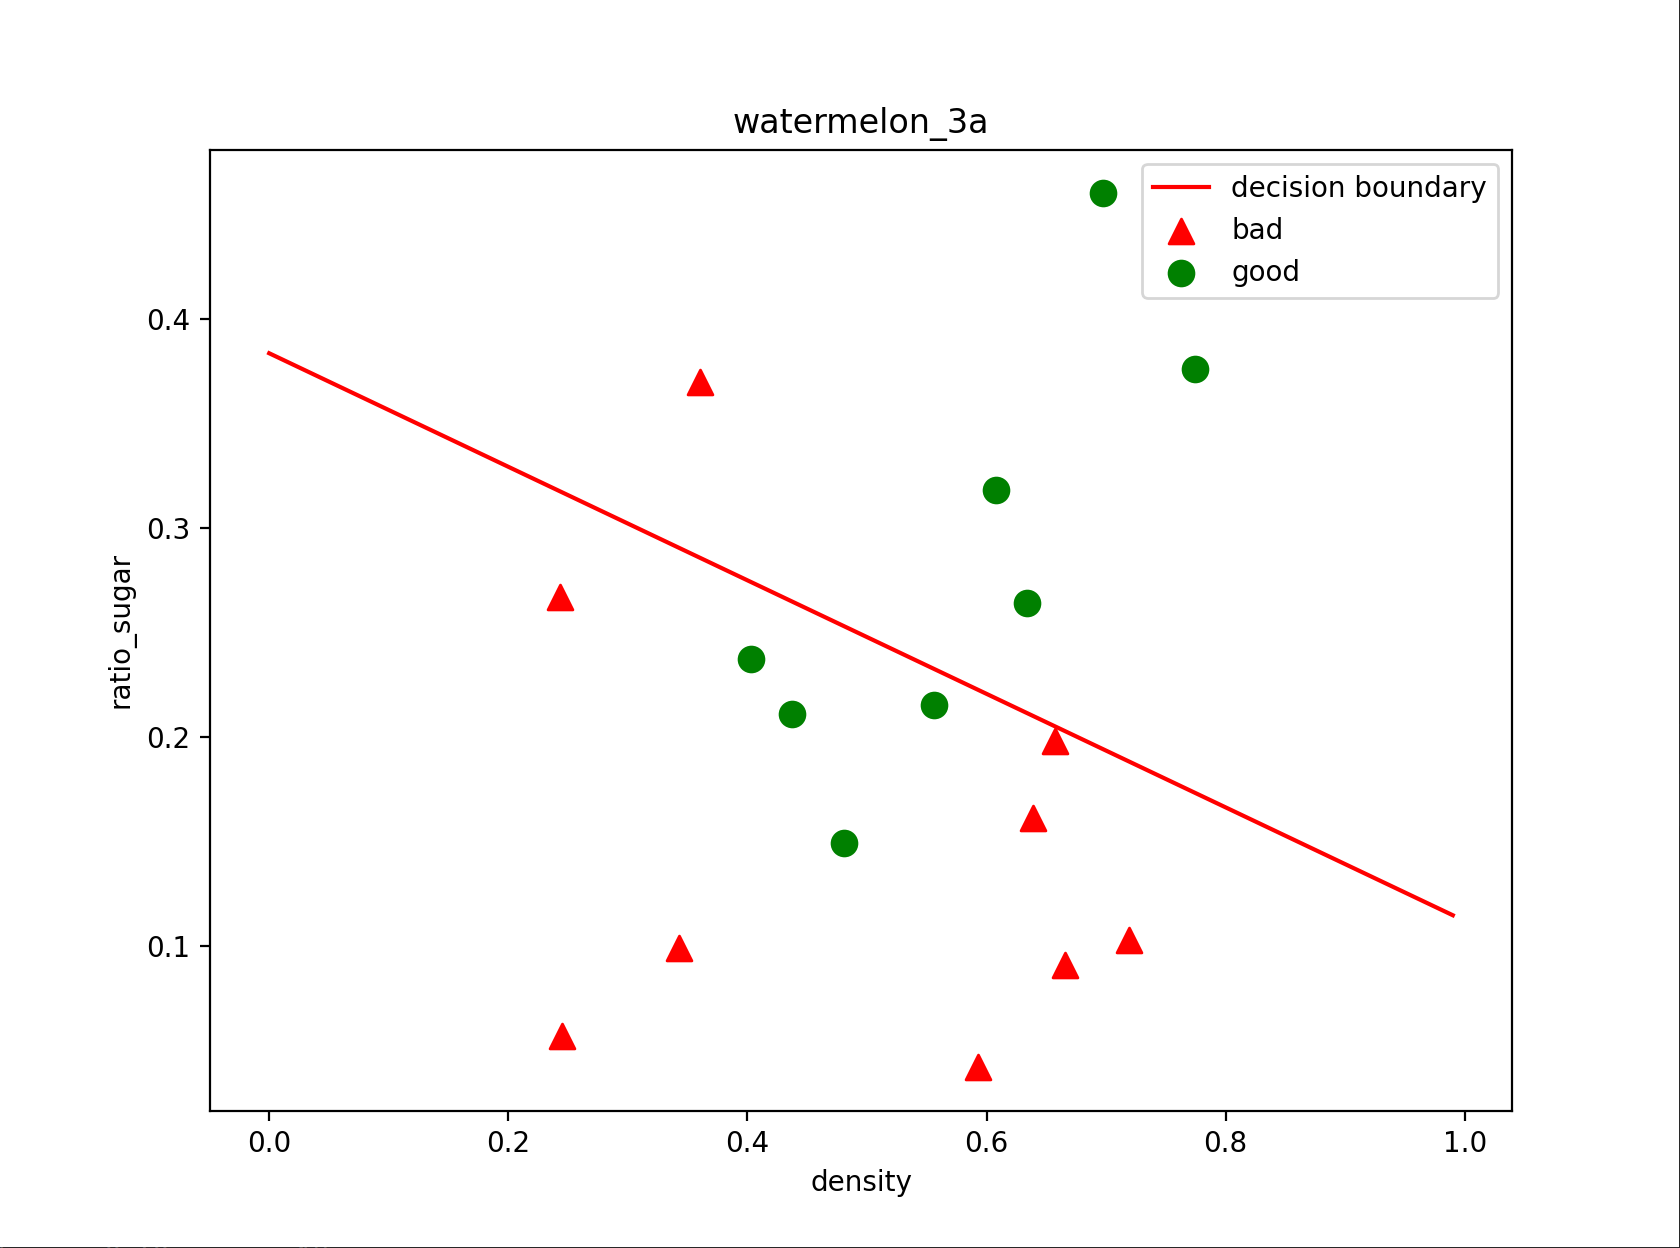 watermelon_3a
decision boundary
bad
good
ratio_sugar
0.4
0.3
0.2
0.1
0.0 0.2 0.4 0.6 0.8 1.0
density